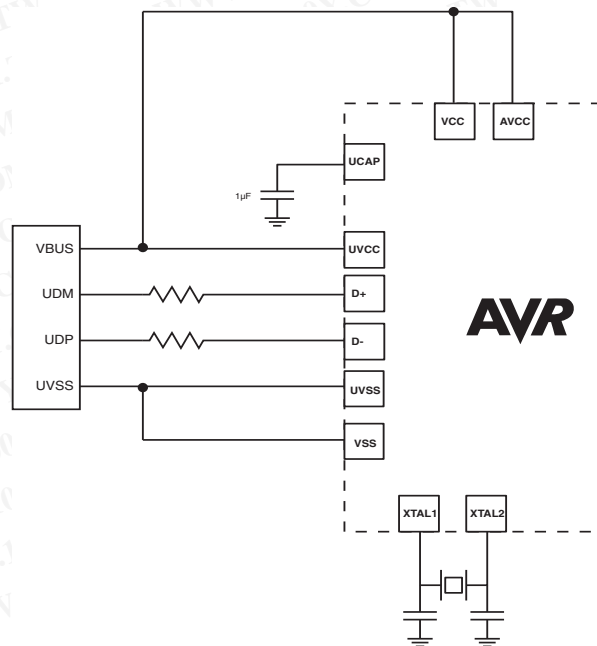 VCC AVCC
UCAP
1µF
VBUS UVCC
UDM D+
AVR
UDP D-
UVSS UVSS
VSS
XTAL1 XTAL2